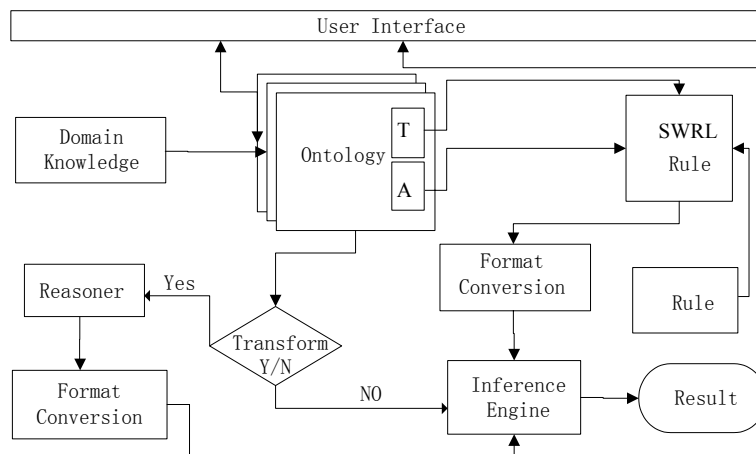 User Interface
Domain
Knowledge
Ontology
T
A
SWRL
Rule
Format
Conversion
Rule
Reasoner
Yes
Transform
Y/N
NO
Format
Conversion
Inference
Engine
Result